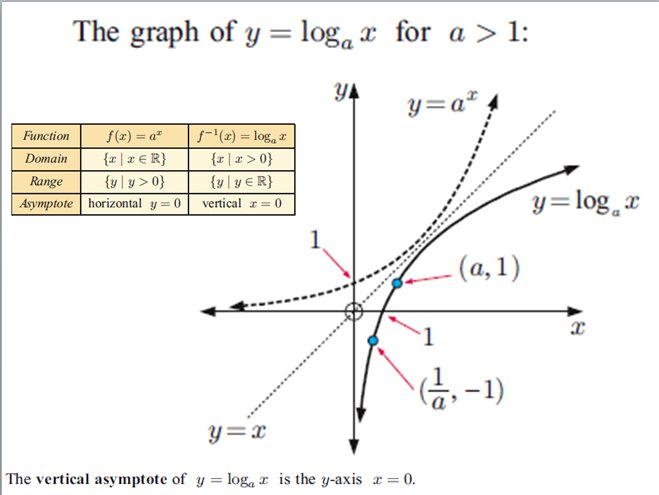 The graph of y = logₐ x for a > 1:
Function f(x) = aˣ f⁻¹(x) = logₐ x
Domain {x | x ∈ ℝ} {x | x > 0}
Range {y | y > 0} {y | y ∈ ℝ}
Asymptote horizontal y = 0 vertical x = 0
y
y = aˣ
y = logₐ x
1
(a, 1)
x
1
(1/a, −1)
y = x
The vertical asymptote of y = logₐ x is the y-axis x = 0.